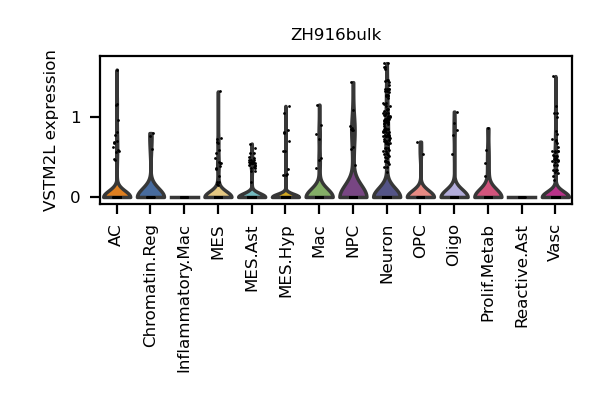 ZH916bulk
VSTM2L expression
1
0
AC
Chromatin.Reg
Inflammatory.Mac
MES
MES.Ast
MES.Hyp
Mac
NPC
Neuron
OPC
Oligo
Prolif.Metab
Reactive.Ast
Vasc